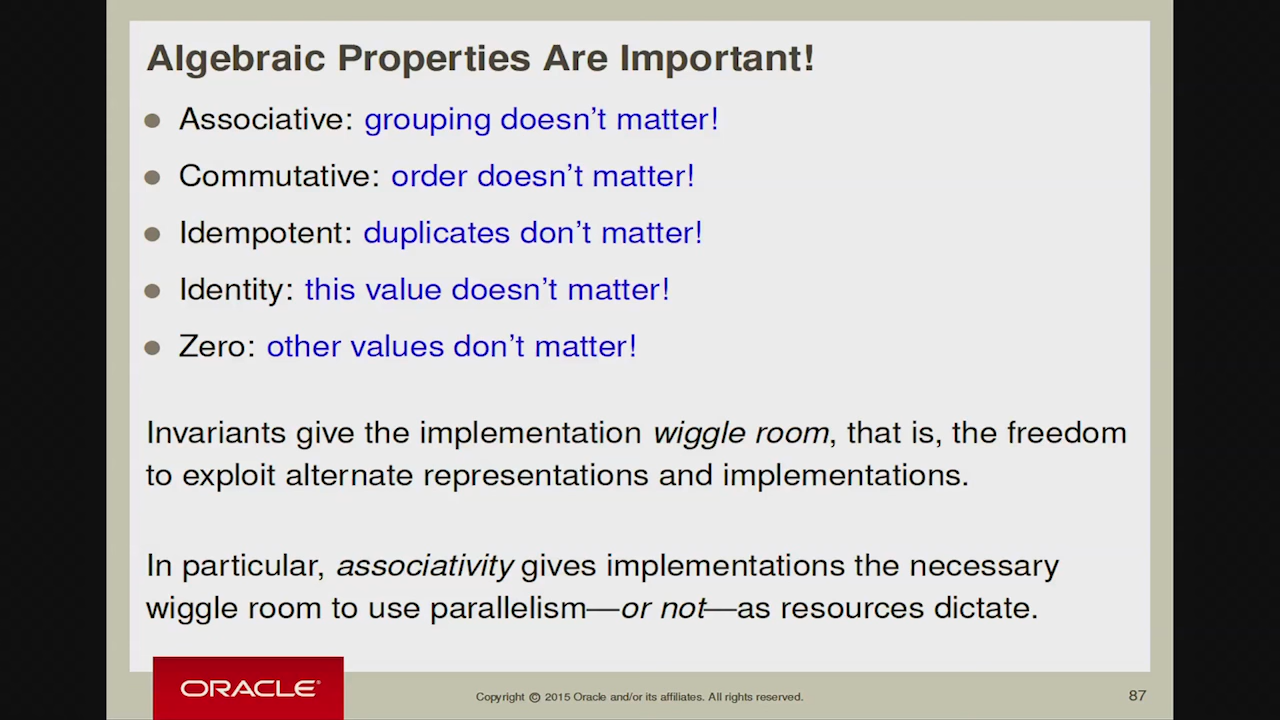 Algebraic Properties Are Important!
● Associative: grouping doesn't matter!
● Commutative: order doesn't matter!
● Idempotent: duplicates don't matter!
● Identity: this value doesn't matter!
● Zero: other values don't matter!
Invariants give the implementation wiggle room, that is, the freedom
to exploit alternate representations and implementations.
In particular, associativity gives implementations the necessary
wiggle room to use parallelism—or not—as resources dictate.
ORACLE®
Copyright © 2015 Oracle and/or its affiliates. All rights reserved.
87